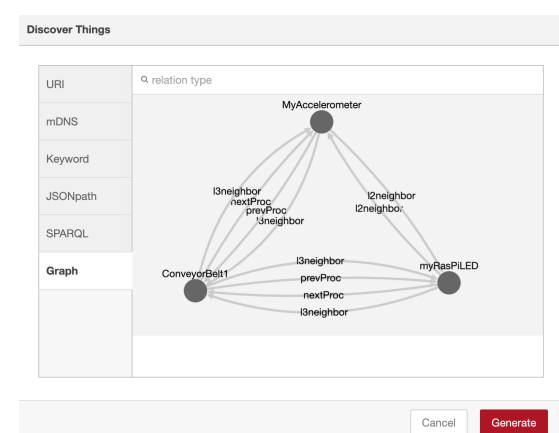 Discover Things
URI
mDNS
Keyword
JSONpath
SPARQL
Graph
relation type
MyAccelerometer
l3neighbor
nextProc
prevProc
l3neighbor
l2neighbor
l2neighbor
ConveyorBelt1
myRasPiLED
l3neighbor
prevProc
nextProc
l3neighbor
Cancel
Generate